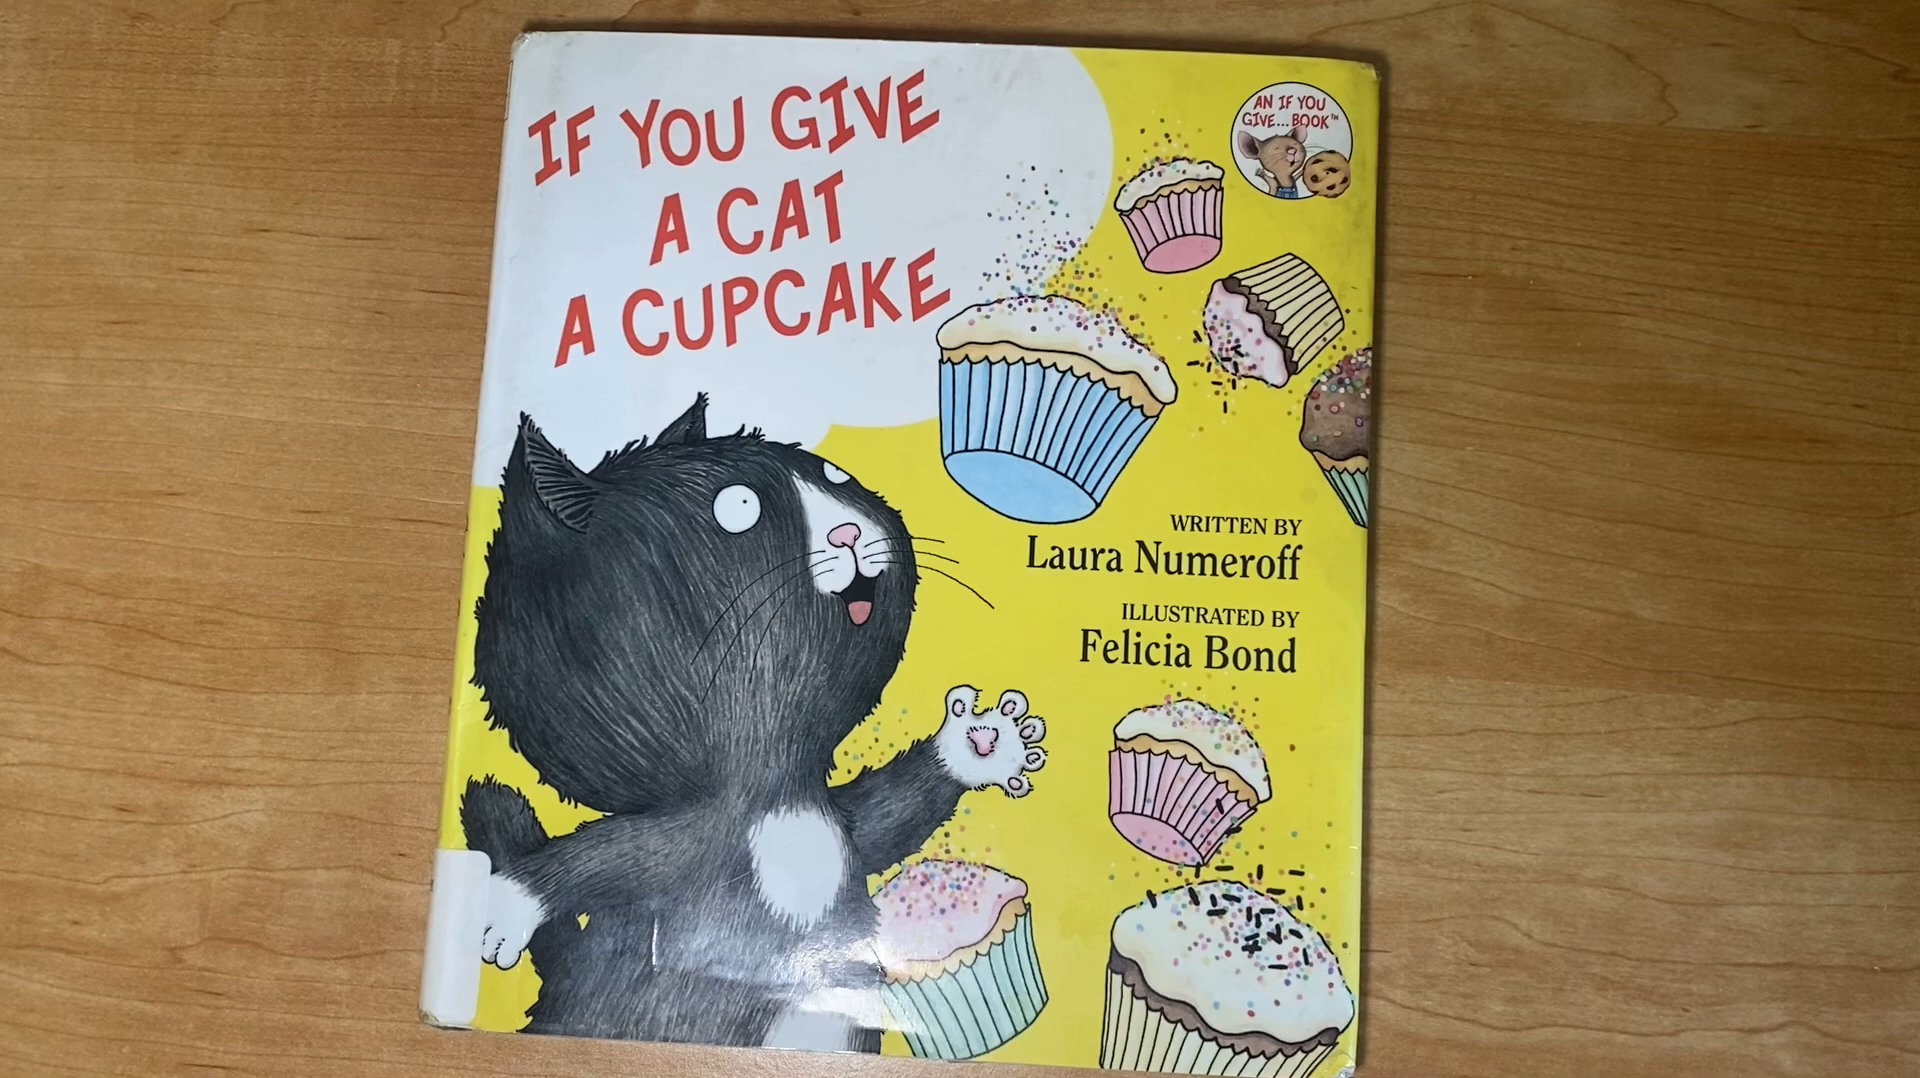 IF YOU GIVE
A CAT
A CUPCAKE
AN IF YOU
GIVE... BOOK™
WRITTEN BY
Laura Numeroff
ILLUSTRATED BY
Felicia Bond